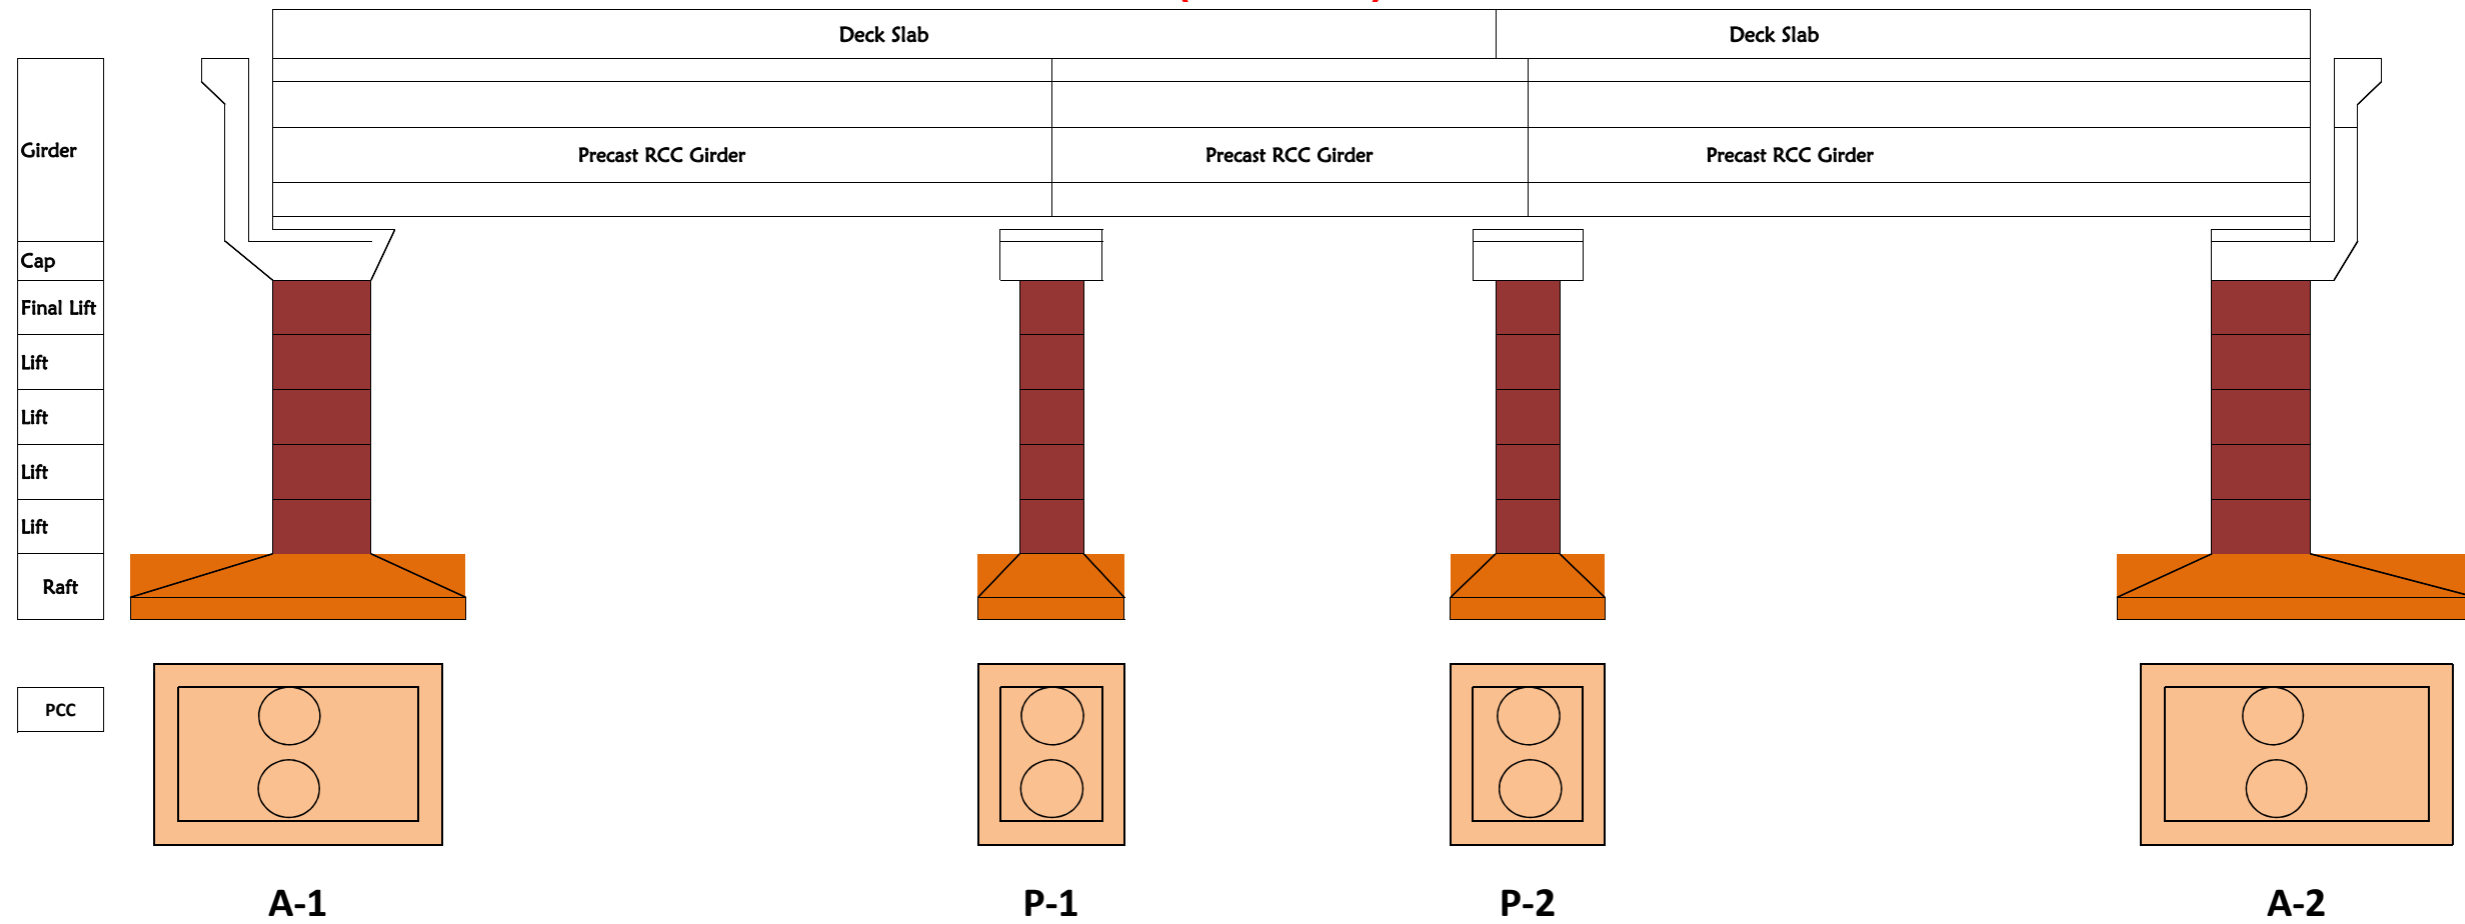 Deck Slab Deck Slab
Girder Precast RCC Girder Precast RCC Girder Precast RCC Girder
Cap
Final Lift
Lift
Lift
Lift
Lift
Raft
PCC
A-1 P-1 P-2 A-2